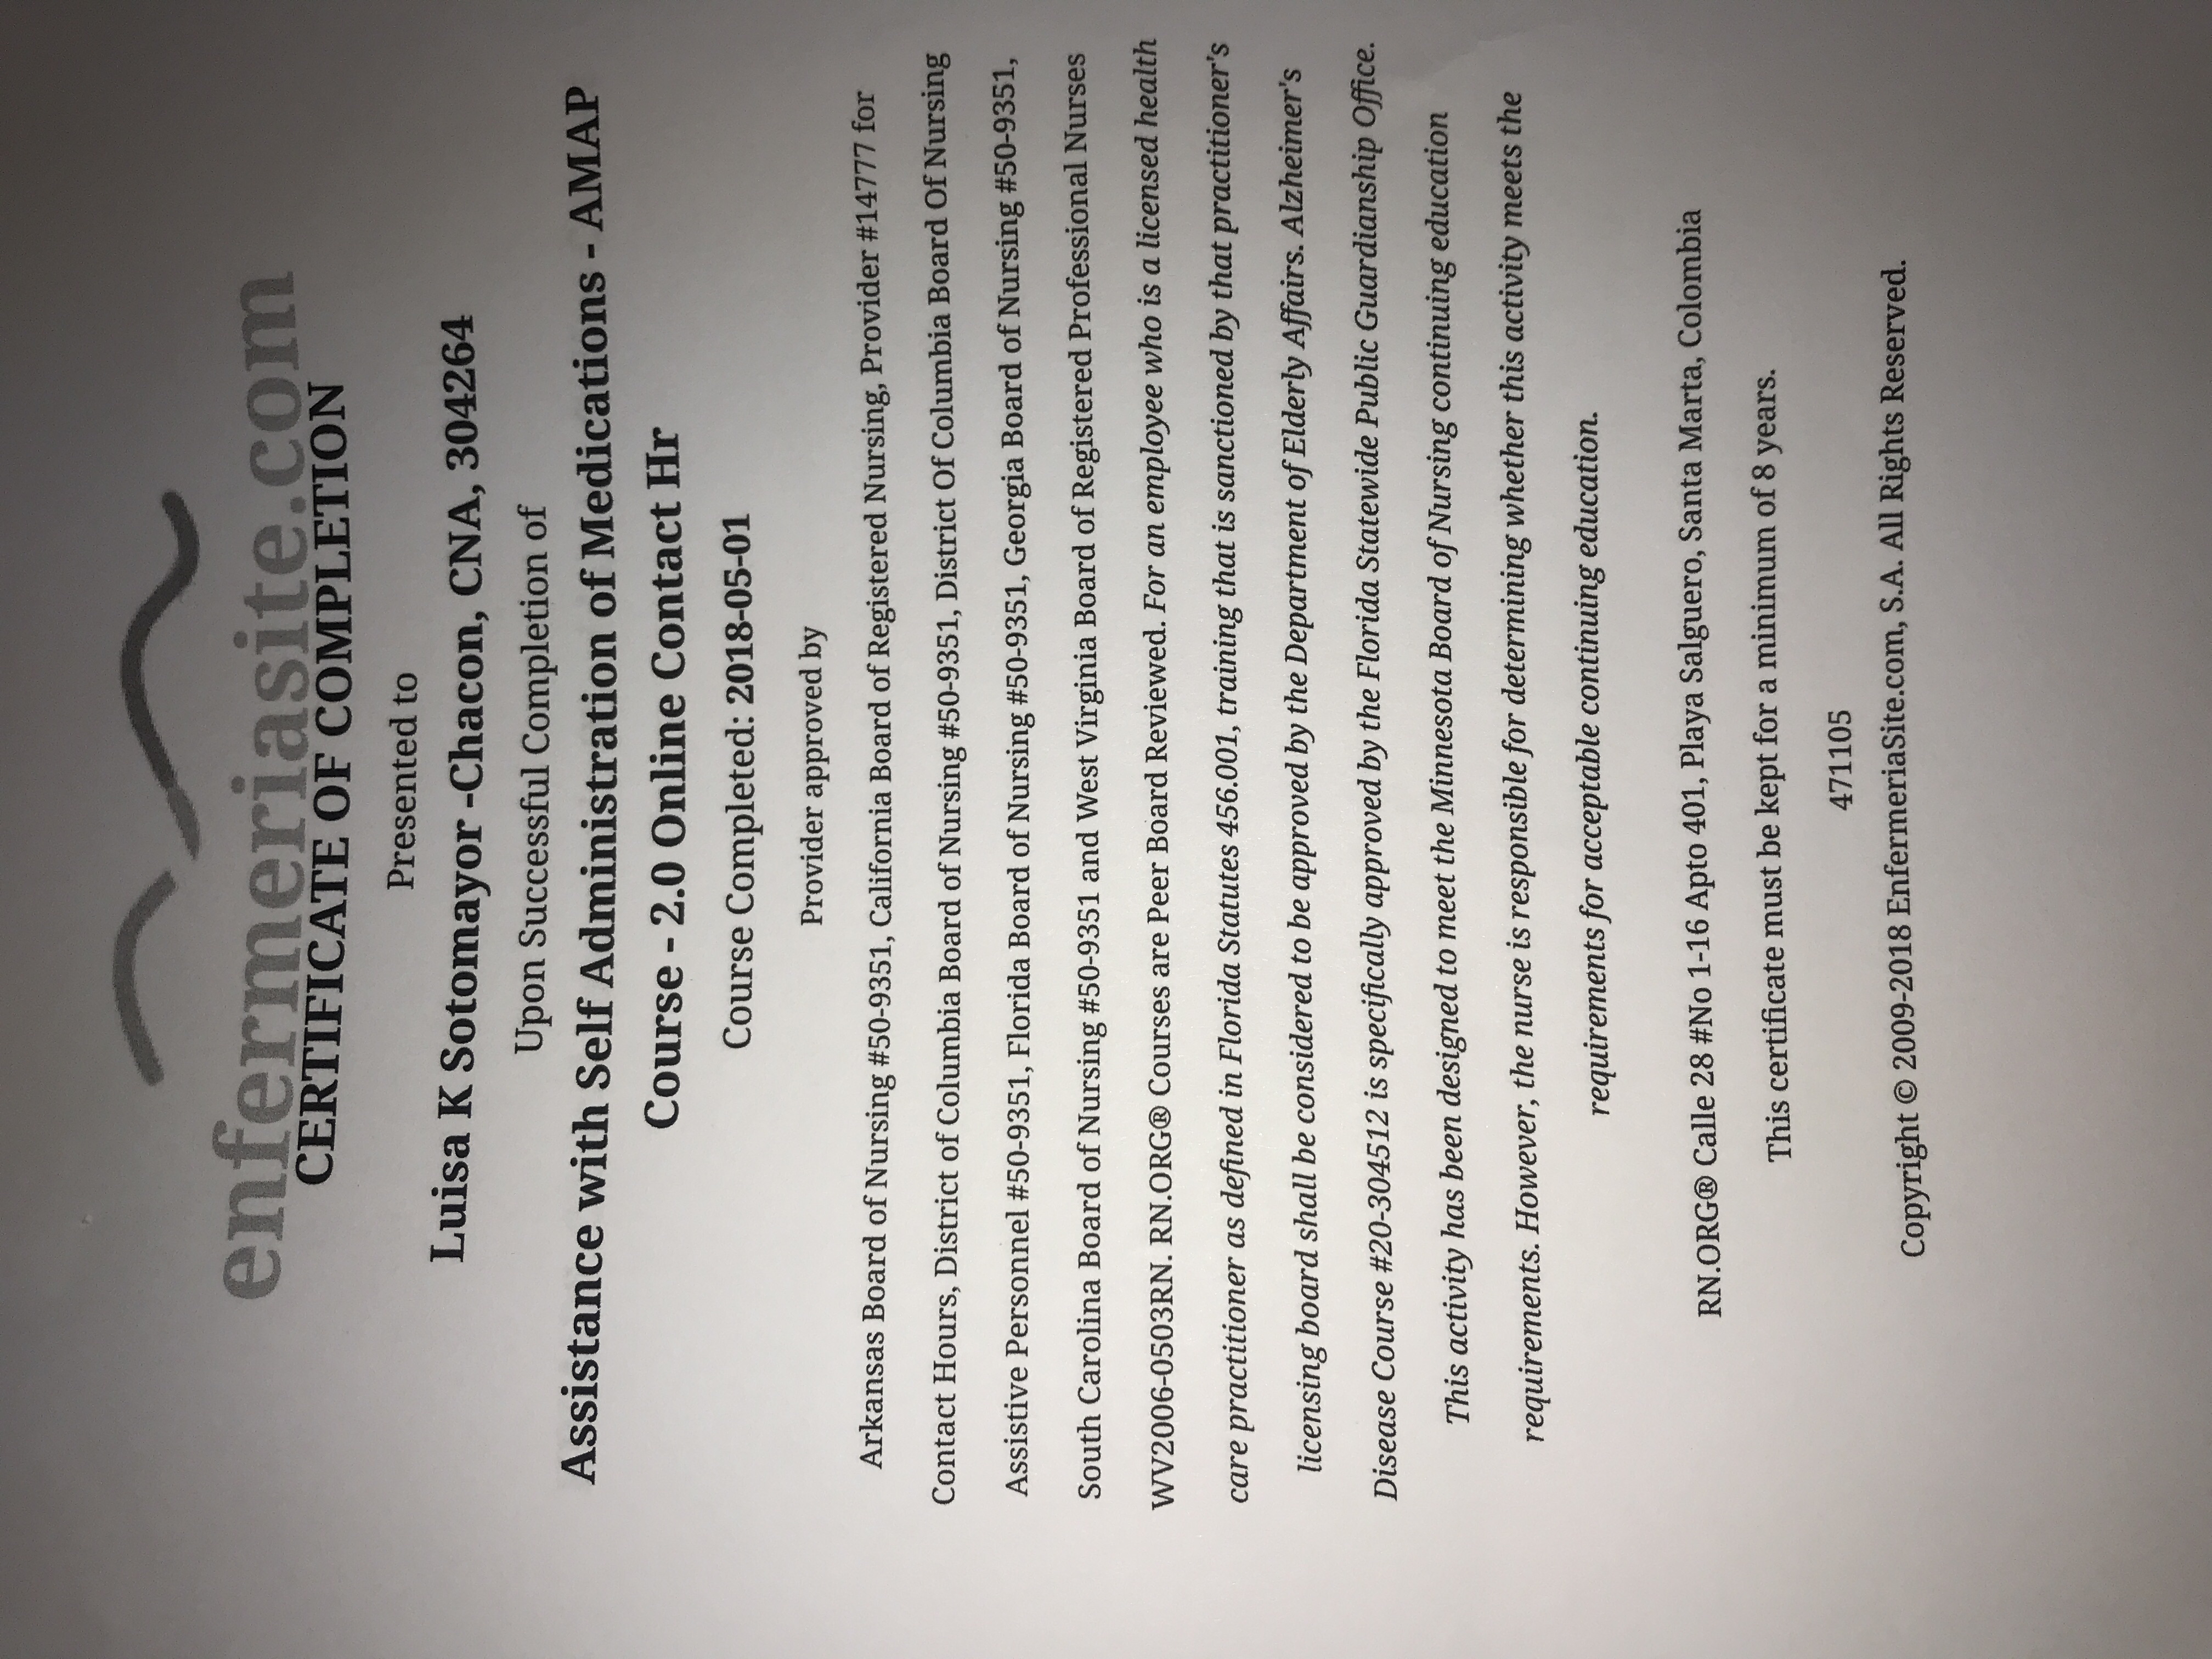 enfermeriasite.com
CERTIFICATE OF COMPLETION
Presented to
Luisa K Sotomayor -Chacon, CNA, 304264
Upon Successful Completion of
Assistance with Self Administration of Medications - AMAP
Course - 2.0 Online Contact Hr
Course Completed: 2018-05-01
Provider approved by
Arkansas Board of Nursing #50-9351, California Board of Registered Nursing, Provider #14777 for
Contact Hours, District of Columbia Board of Nursing #50-9351, District Of Columbia Board Of Nursing
Assistive Personnel #50-9351, Florida Board of Nursing #50-9351, Georgia Board of Nursing #50-9351,
South Carolina Board of Nursing #50-9351 and West Virginia Board of Registered Professional Nurses
WV2006-0503RN. RN.ORG® Courses are Peer Board Reviewed. For an employee who is a licensed health
care practitioner as defined in Florida Statutes 456.001, training that is sanctioned by that practitioner's
licensing board shall be considered to be approved by the Department of Elderly Affairs. Alzheimer's
Disease Course #20-304512 is specifically approved by the Florida Statewide Public Guardianship Office.
This activity has been designed to meet the Minnesota Board of Nursing continuing education
requirements. However, the nurse is responsible for determining whether this activity meets the
requirements for acceptable continuing education.
RN.ORG® Calle 28 #No 1-16 Apto 401, Playa Salguero, Santa Marta, Colombia
This certificate must be kept for a minimum of 8 years.
471105
Copyright © 2009-2018 EnfermeriaSite.com, S.A. All Rights Reserved.